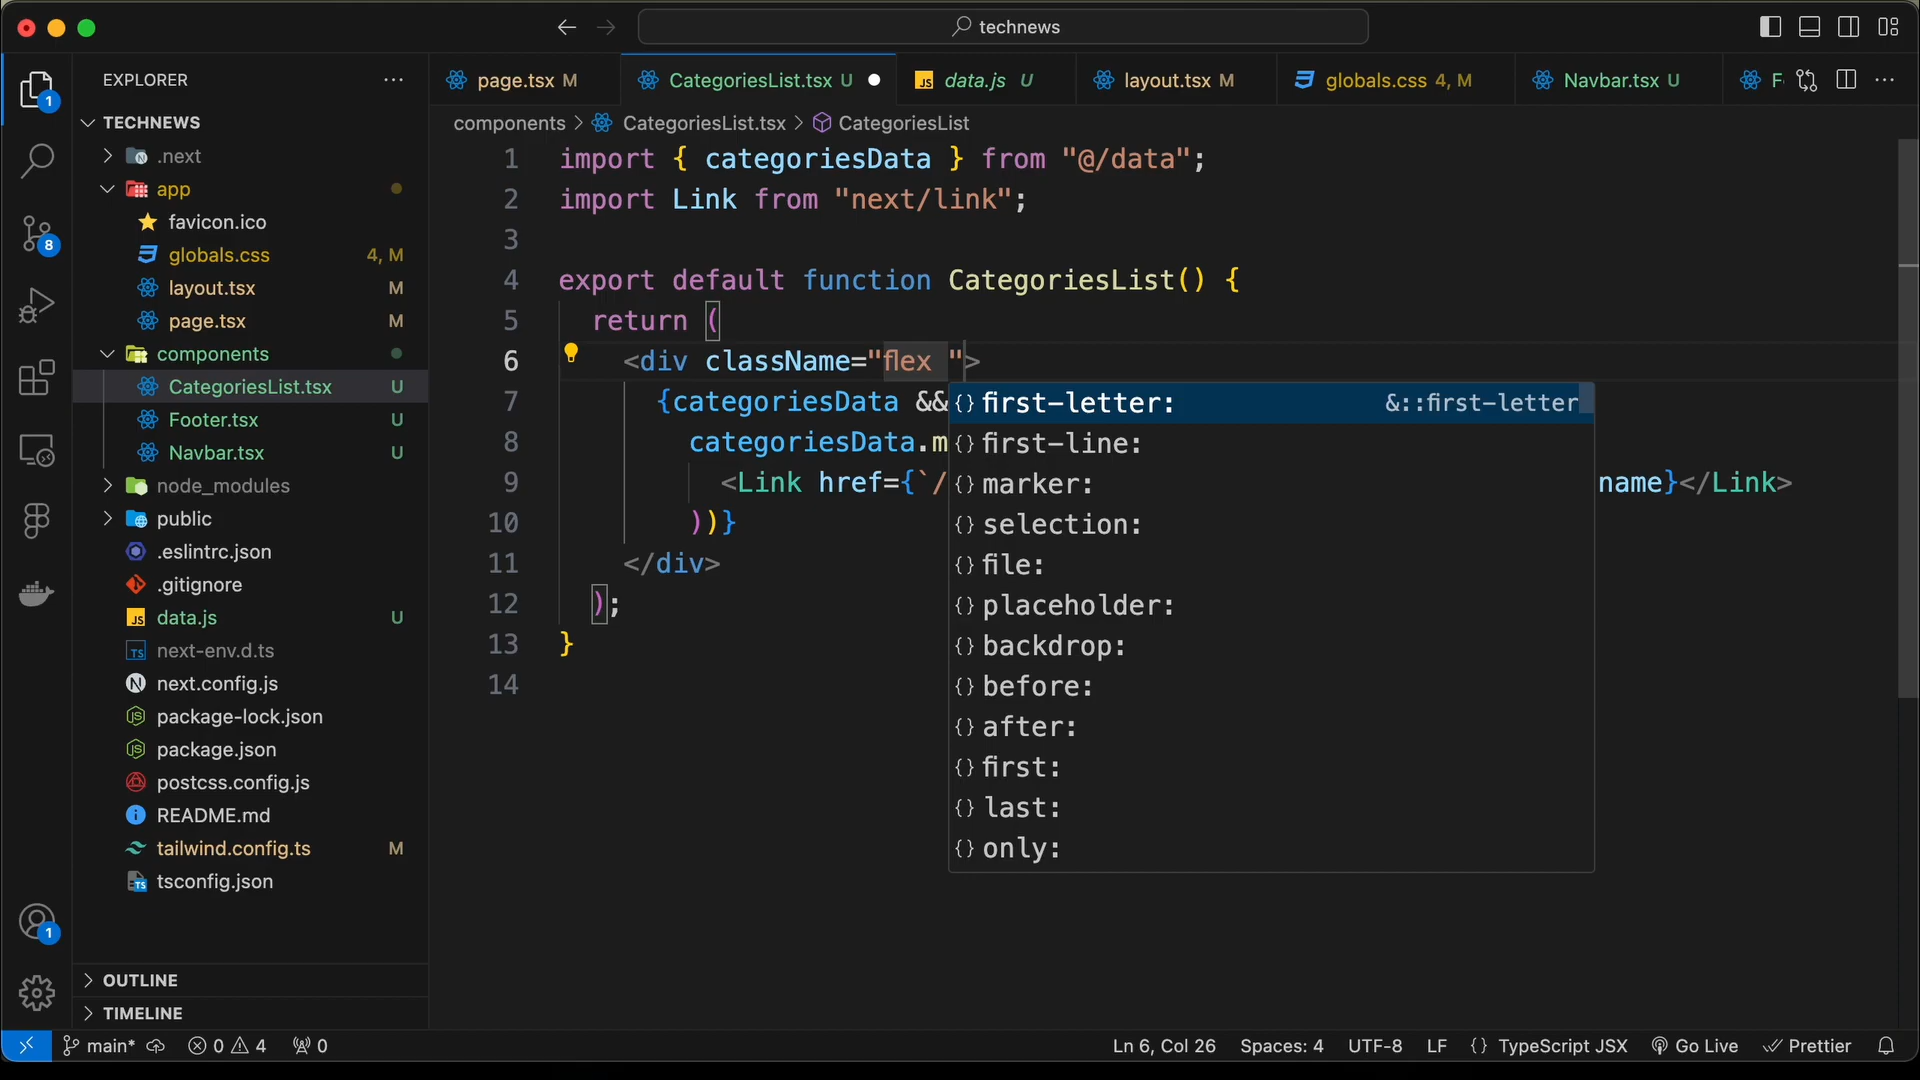 technews
EXPLORER
page.tsx M
CategoriesList.tsx U
JS data.js U
layout.tsx M
globals.css 4, M
Navbar.tsx U
F
components > CategoriesList.tsx > CategoriesList
TECHNEWS
.next
app
favicon.ico
globals.css 4, M
layout.tsx M
page.tsx M
components
CategoriesList.tsx U
Footer.tsx U
Navbar.tsx U
node_modules
public
.eslintrc.json
.gitignore
JS data.js U
TS next-env.d.ts
N next.config.js
package-lock.json
package.json
postcss.config.js
README.md
tailwind.config.ts M
TS tsconfig.json
OUTLINE
TIMELINE
1
8
1
1 import { categoriesData } from "@/data";
2 import Link from "next/link";
3
4 export default function CategoriesList() {
5 return (
6 <div className="flex ">
7 {categoriesData &&
8 categoriesData.m
9 <Link href={`/ name}</Link>
10 ))}
11 </div>
12 );
13 }
14
{} first-letter: &::first-letter
{} first-line:
{} marker:
{} selection:
{} file:
{} placeholder:
{} backdrop:
{} before:
{} after:
{} first:
{} last:
{} only:
main* 0 4 0
Ln 6, Col 26 Spaces: 4 UTF-8 LF {} TypeScript JSX Go Live Prettier